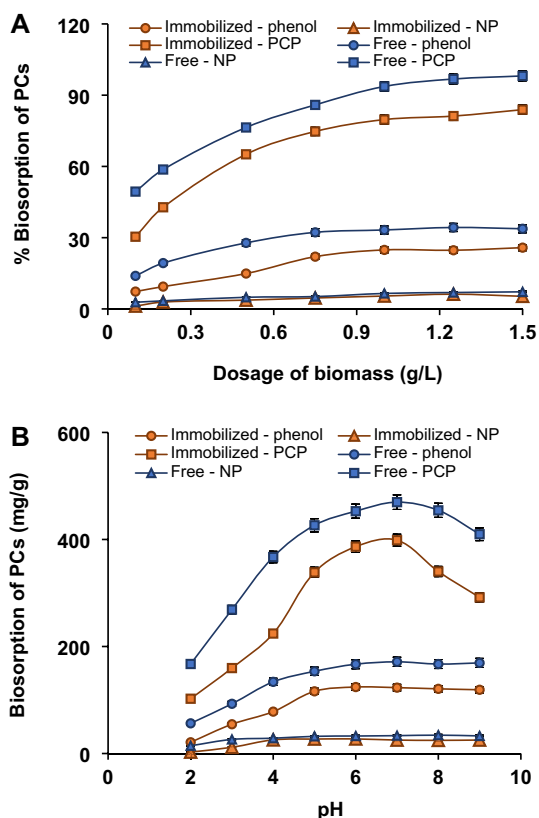 A
Immobilized - phenol
Immobilized - NP
Immobilized - PCP
Free - phenol
Free - NP
Free - PCP
% Biosorption of PCs
120
90
60
30
0
0 0.3 0.6 0.9 1.2 1.5
Dosage of biomass (g/L)
B
Immobilized - phenol
Immobilized - NP
Immobilized - PCP
Free - phenol
Free - NP
Free - PCP
Biosorption of PCs (mg/g)
600
400
200
0
0 2 4 6 8 10
pH